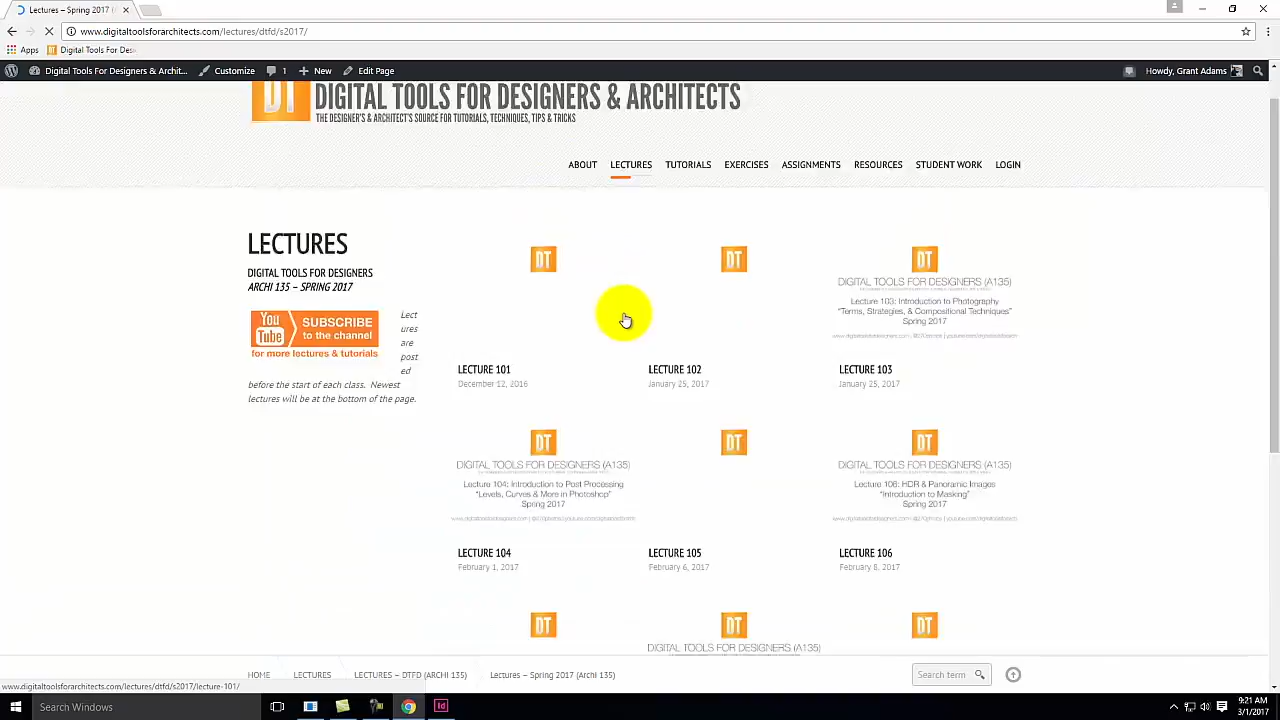 Lectures – Spring 2017 (
www.digitaltoolsforarchitects.com/lectures/dtfd/s2017/
Apps
Digital Tools For Des
Digital Tools For Designers & Archit...
Customize
1
New
Edit Page
Howdy, Grant Adams
DT
DIGITAL TOOLS FOR DESIGNERS & ARCHITECTS
THE DESIGNER'S & ARCHITECT'S SOURCE FOR TUTORIALS, TECHNIQUES, TIPS & TRICKS
ABOUT LECTURES TUTORIALS EXERCISES ASSIGNMENTS RESOURCES STUDENT WORK LOGIN
LECTURES
DIGITAL TOOLS FOR DESIGNERS
ARCHI 135 – SPRING 2017
You Tube SUBSCRIBE
to the channel
for more lectures & tutorials
Lect
ures
are
post
ed
before the start of each class. Newest
lectures will be at the bottom of the page.
DT
LECTURE 101
December 12, 2016
DT
LECTURE 102
January 25, 2017
DT
DIGITAL TOOLS FOR DESIGNERS (A135)
Lecture 103: Introduction to Photography
"Terms, Strategies, & Compositional Techniques"
Spring 2017
LECTURE 103
January 25, 2017
DT
DIGITAL TOOLS FOR DESIGNERS (A135)
Lecture 104: Introduction to Post Processing
"Levels, Curves & More in Photoshop"
Spring 2017
LECTURE 104
February 1, 2017
DT
LECTURE 105
February 6, 2017
DT
DIGITAL TOOLS FOR DESIGNERS (A135)
Lecture 106: HDR & Panoramic Images
"Introduction to Masking"
Spring 2017
LECTURE 106
February 8, 2017
DT
DT
DIGITAL TOOLS FOR DESIGNERS (A135)
DT
HOME LECTURES LECTURES – DTFD (ARCHI 135) Lectures – Spring 2017 (Archi 135)
Search term
www.digitaltoolsforarchitects.com/lectures/dtfd/s2017/lecture-101/
Search Windows
Id
9:21 AM
3/1/2017